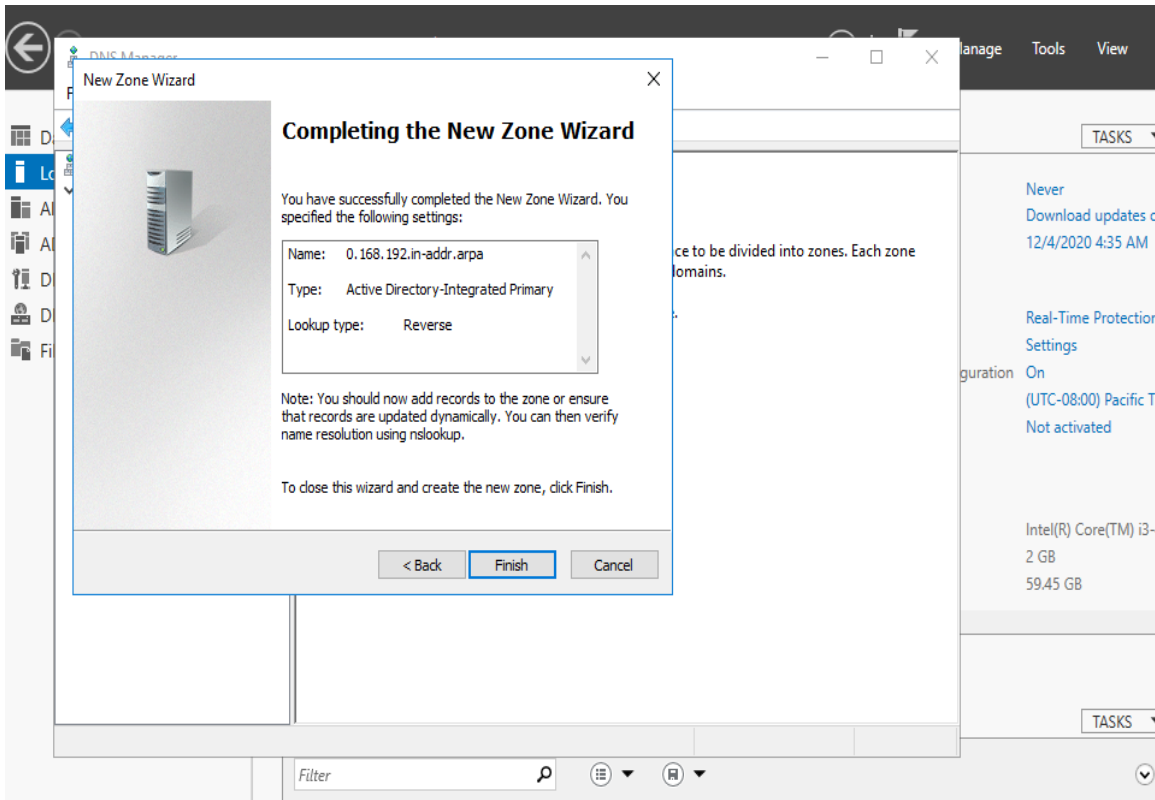 Manage Tools View
DNS Manager
New Zone Wizard
Completing the New Zone Wizard
You have successfully completed the New Zone Wizard. You
specified the following settings:
Name: 0.168.192.in-addr.arpa
Type: Active Directory-Integrated Primary
Lookup type: Reverse
Note: You should now add records to the zone or ensure
that records are updated dynamically. You can then verify
name resolution using nslookup.
To close this wizard and create the new zone, click Finish.
< Back Finish Cancel
ce to be divided into zones. Each zone
domains.
TASKS
Never
Download updates
12/4/2020 4:35 AM
Real-Time Protection
Settings
guration On
(UTC-08:00) Pacific T
Not activated
Intel(R) Core(TM) i3-
2 GB
59.45 GB
TASKS
Filter